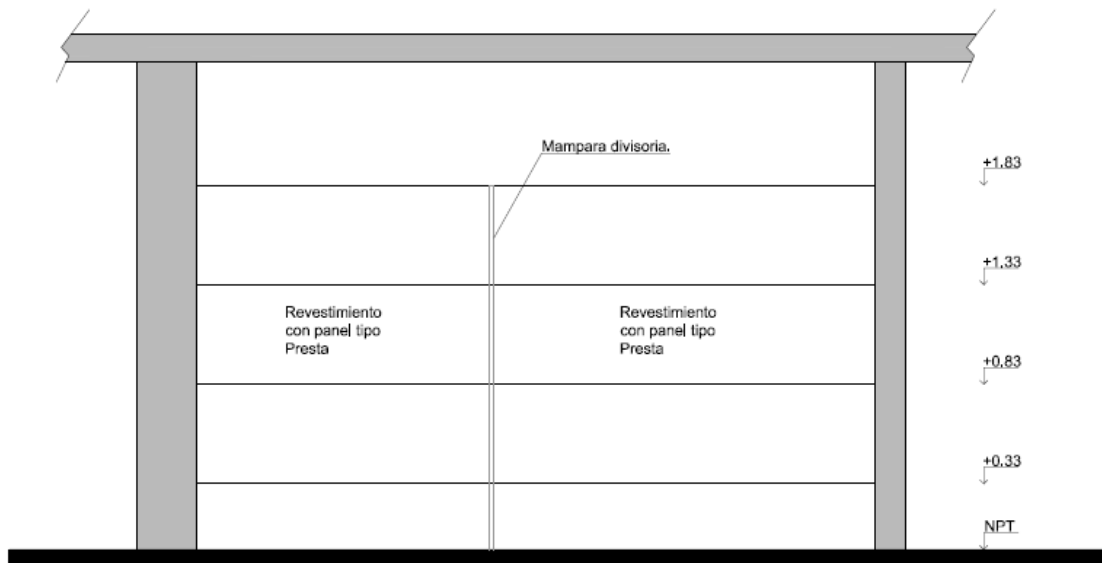 Mampara divisoria.
+1.83
+1.33
Revestimiento
con panel tipo
Presta
Revestimiento
con panel tipo
Presta
+0.83
+0.33
NPT